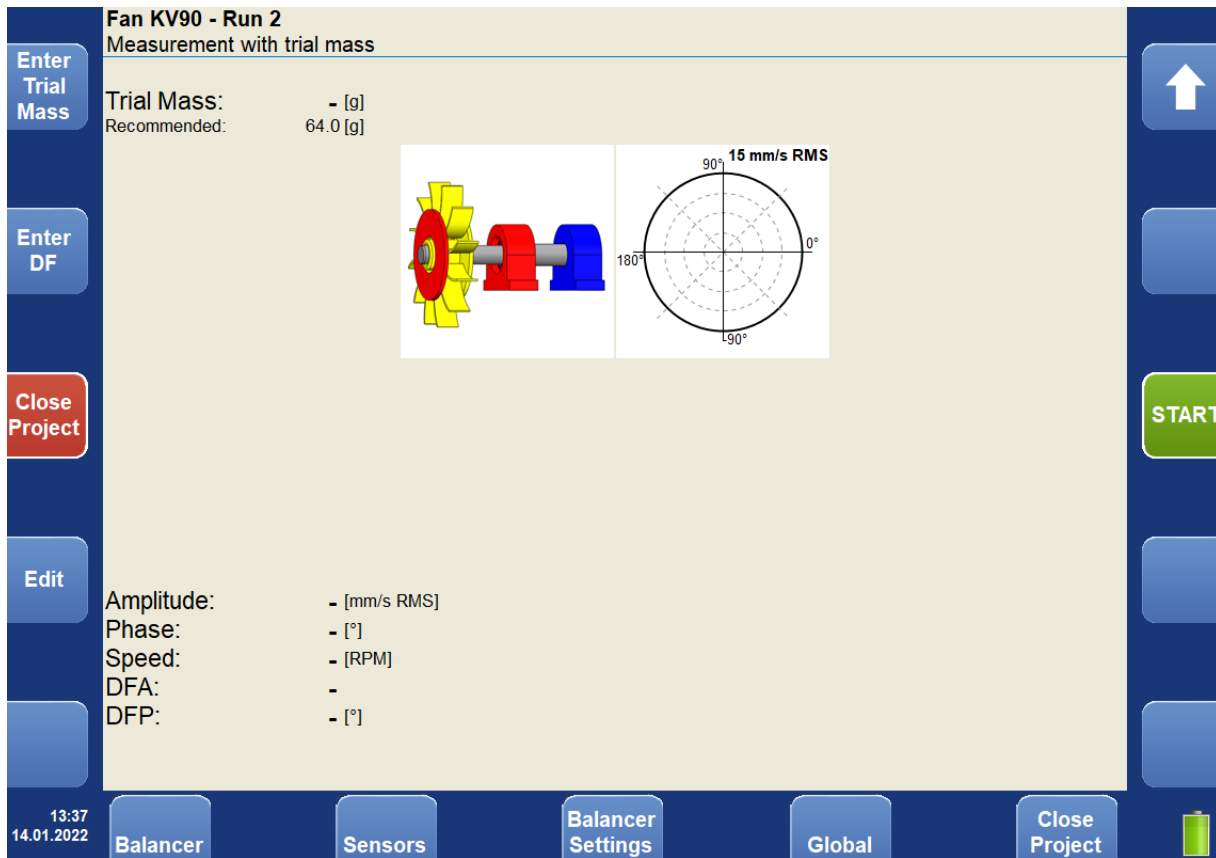 Fan KV90 - Run 2
Measurement with trial mass
Enter
Trial
Mass
Trial Mass: - [g]
Recommended: 64.0 [g]
15 mm/s RMS
90°
0°
180°
-90°
Enter
DF
Close
Project
START
Edit
Amplitude: - [mm/s RMS]
Phase: - [°]
Speed: - [RPM]
DFA: -
DFP: - [°]
13:37
14.01.2022
Balancer
Sensors
Balancer
Settings
Global
Close
Project